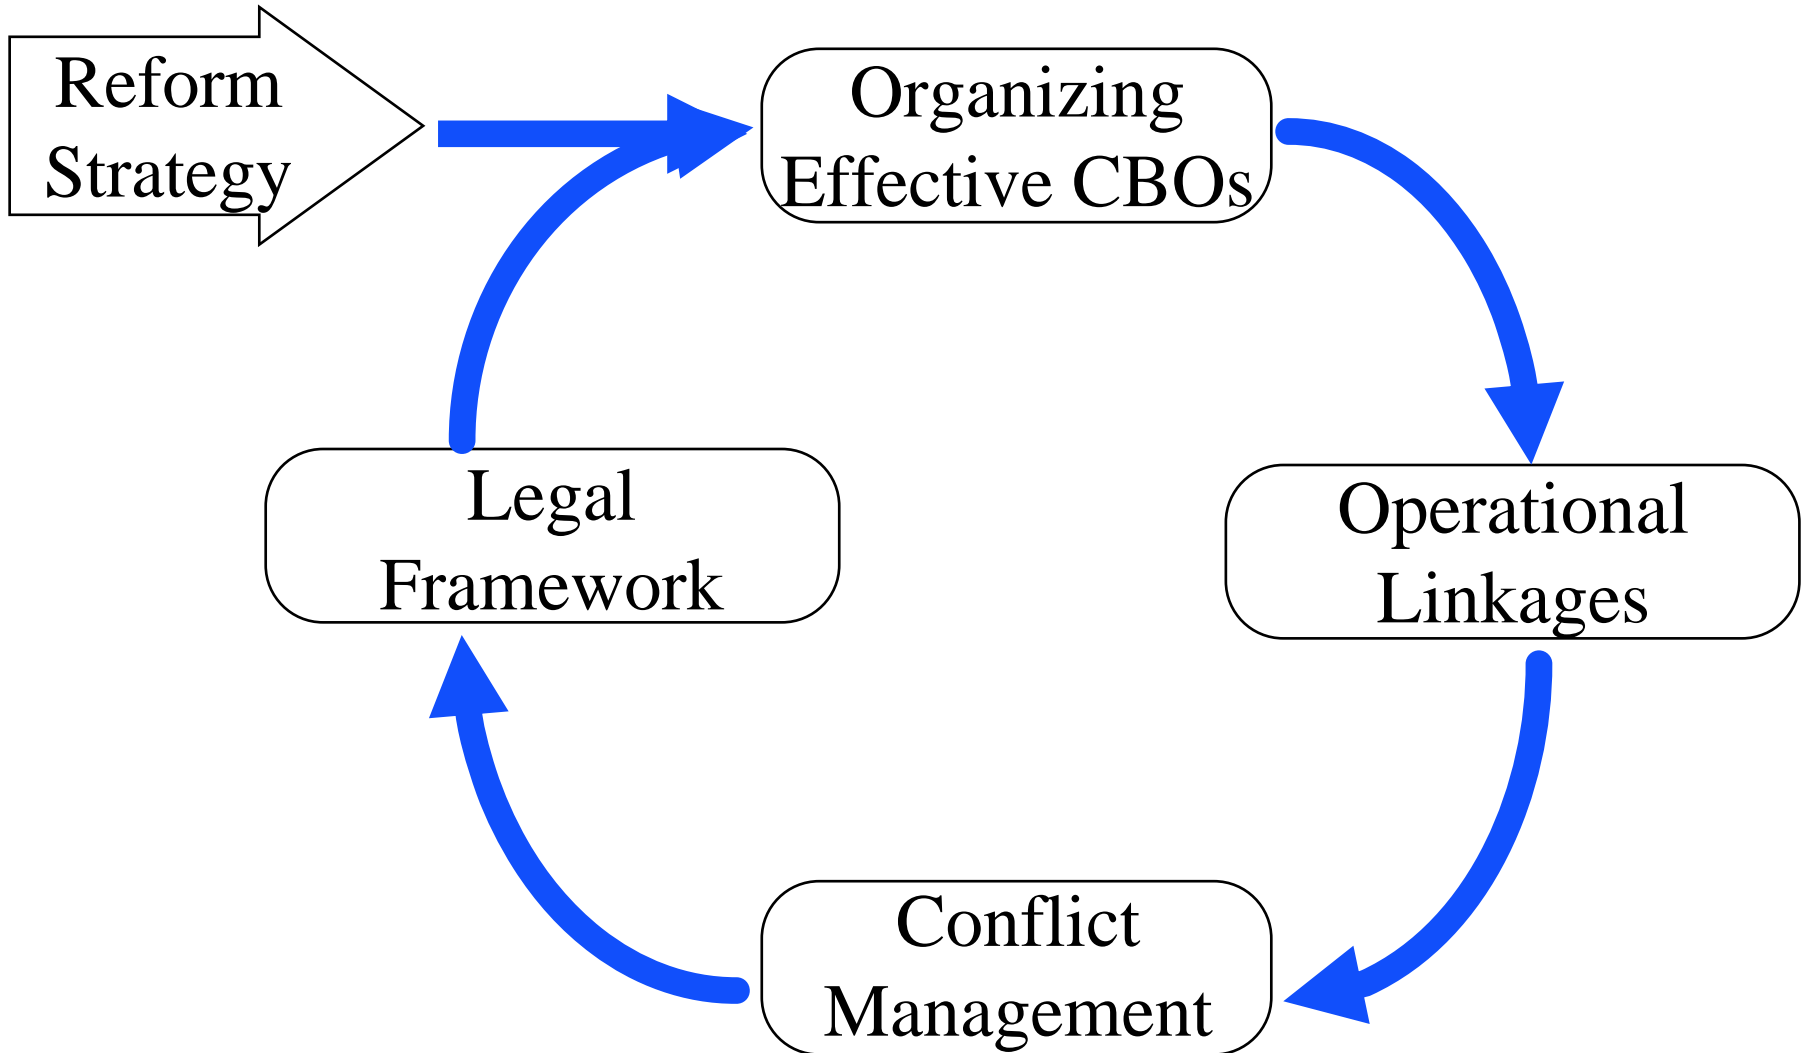 Reform
Strategy
Organizing
Effective CBOs
Legal
Framework
Operational
Linkages
Conflict
Management